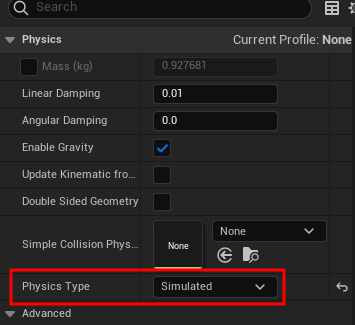 Search
Physics Current Profile: None
Mass (kg) 0.927681
Linear Damping 0.01
Angular Damping 0.0
Enable Gravity
Update Kinematic fro...
Double Sided Geometry
Simple Collision Phys... None None
Physics Type Simulated
Advanced